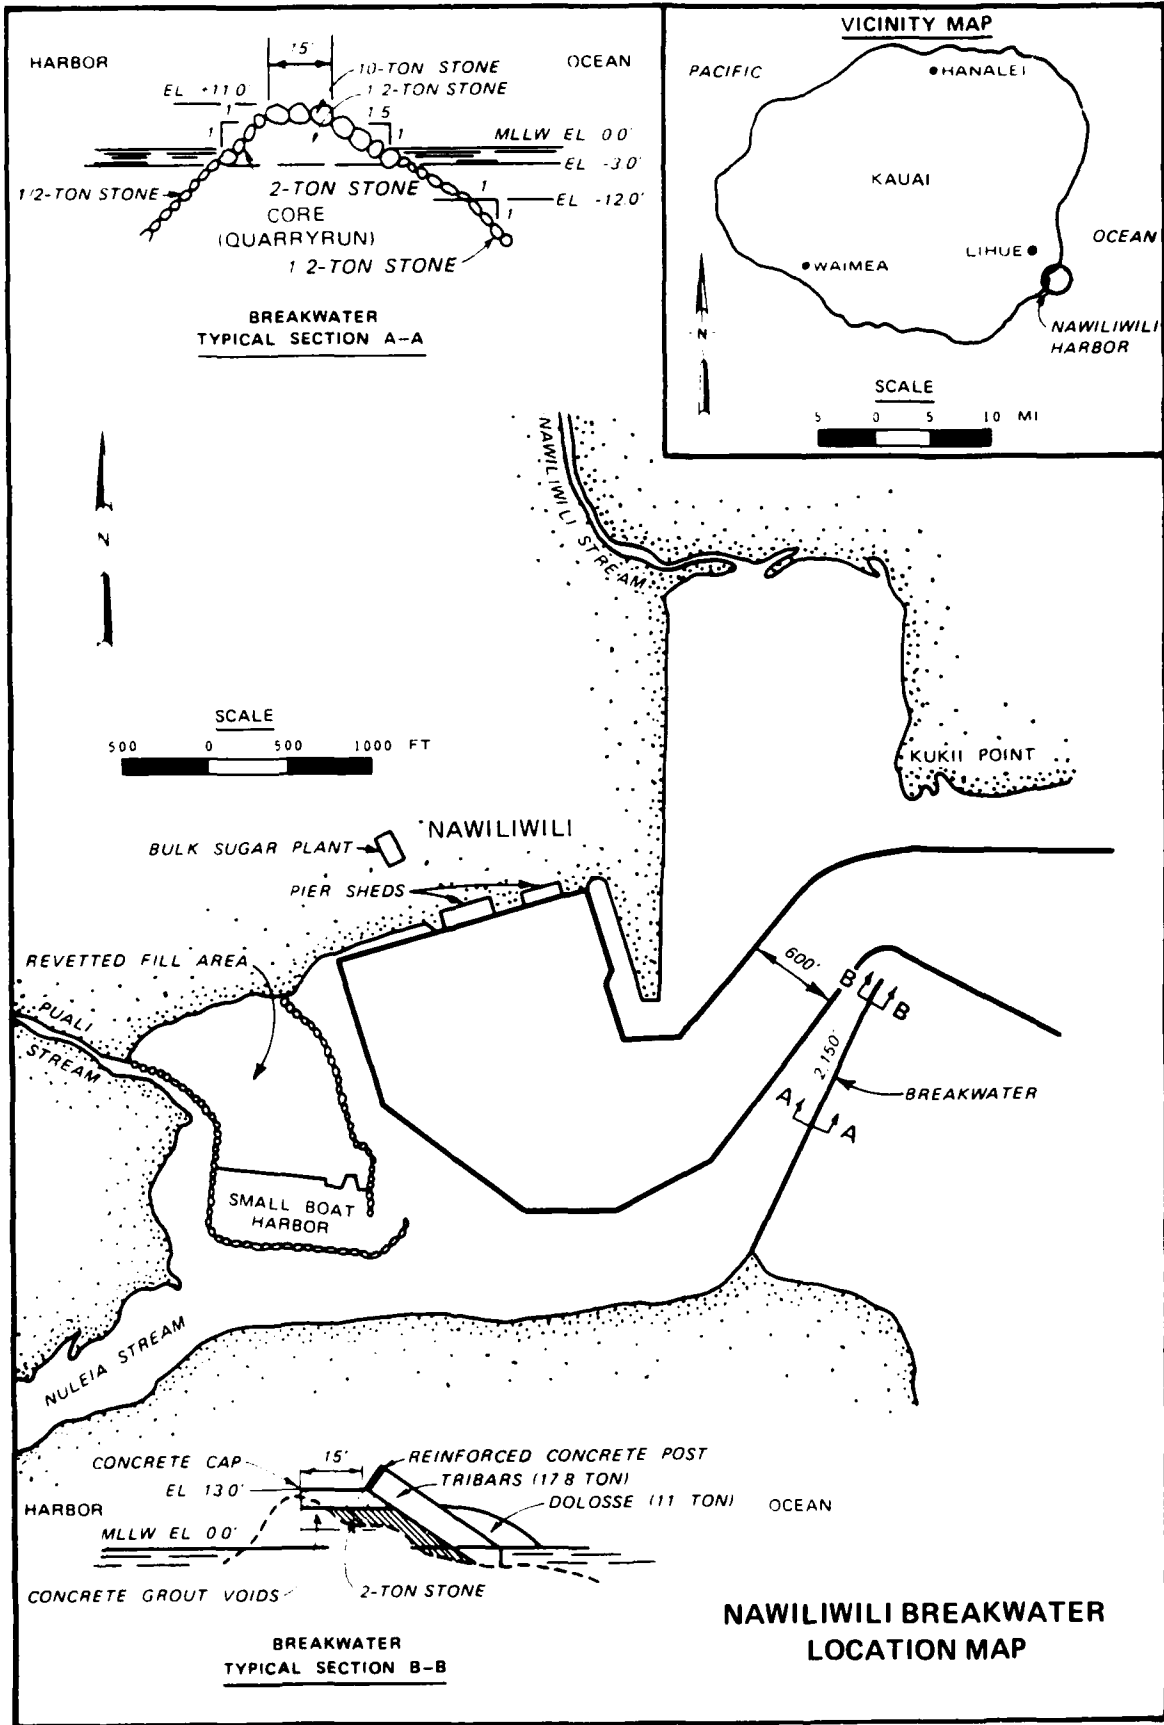 HARBOR
15'
OCEAN
10-TON STONE
1 2-TON STONE
EL +11.0'
1
1
1.5
1
MLLW EL 0.0'
EL -3.0'
1/2-TON STONE
2-TON STONE
1
EL -12.0'
1
CORE
(QUARRYRUN)
1 2-TON STONE
BREAKWATER
TYPICAL SECTION A-A
VICINITY MAP
PACIFIC
HANALEI
KAUAI
OCEAN
LIHUE
WAIMEA
N
NAWILIWILI
HARBOR
SCALE
5 0 5 10 MI
N
NAWILIWILI STREAM
SCALE
500 0 500 1000 FT
KUKII POINT
NAWILIWILI
BULK SUGAR PLANT
PIER SHEDS
REVETTED FILL AREA
600'
B
B
PUALI
STREAM
2,150'
BREAKWATER
A
A
SMALL BOAT
HARBOR
NULEIA STREAM
CONCRETE CAP
15'
REINFORCED CONCRETE POST
TRIBARS (17.8 TON)
EL 13.0'
DOLOSSE (11 TON)
HARBOR
OCEAN
MLLW EL 0.0'
CONCRETE GROUT VOIDS
2-TON STONE
BREAKWATER
TYPICAL SECTION B-B
NAWILIWILI BREAKWATER
LOCATION MAP